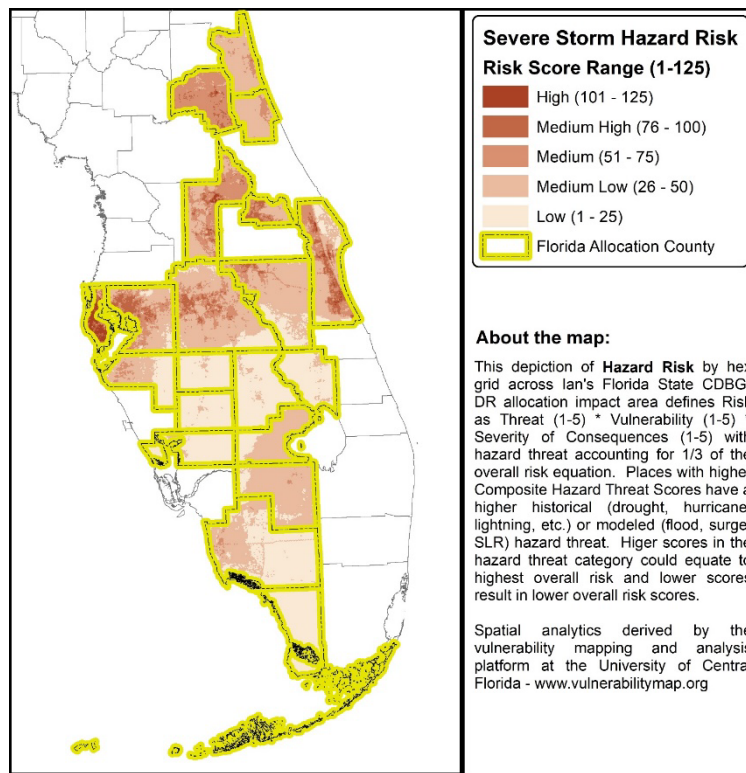 Severe Storm Hazard Risk
Risk Score Range (1-125)
High (101 - 125)
Medium High (76 - 100)
Medium (51 - 75)
Medium Low (26 - 50)
Low (1 - 25)
Florida Allocation County
About the map:
This depiction of Hazard Risk by hex
grid across Ian's Florida State CDBG-
DR allocation impact area defines Risk
as Threat (1-5) * Vulnerability (1-5) *
Severity of Consequences (1-5) with
hazard threat accounting for 1/3 of the
overall risk equation. Places with higher
Composite Hazard Threat Scores have a
higher historical (drought, hurricane,
lightning, etc.) or modeled (flood, surge,
SLR) hazard threat. Higer scores in the
hazard threat category could equate to
highest overall risk and lower scores
result in lower overall risk scores.
Spatial analytics derived by the
vulnerability mapping and analysis
platform at the University of Central
Florida - www.vulnerabilitymap.org